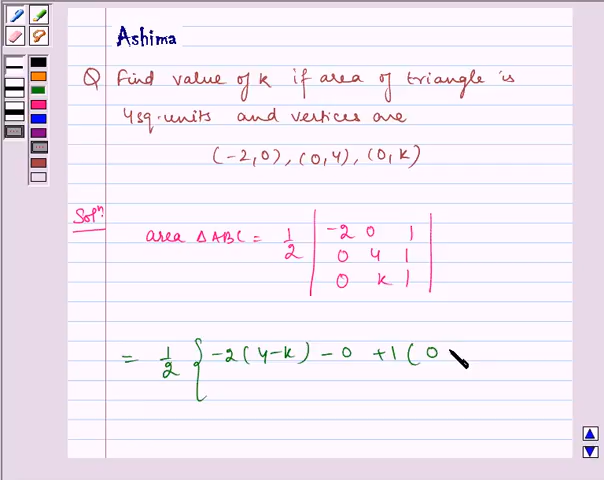 Ashima
Q Find value of k if area of triangle is
4sq.units and vertices are
(-2,0), (0,4), (0,k)
Solⁿ.
area ΔABC = 1/2 | -2 0 1
0 4 1
0 k 1 |
= 1/2 { -2(4-k) - 0 + 1 ( 0